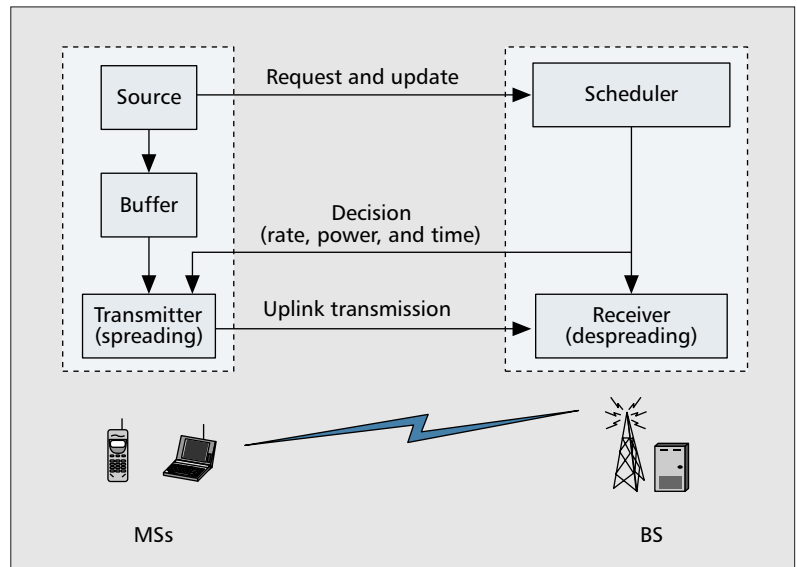 Source
Request and update
Scheduler
Buffer
Decision
(rate, power, and time)
Transmitter
(spreading)
Uplink transmission
Receiver
(despreading)
MSs
BS